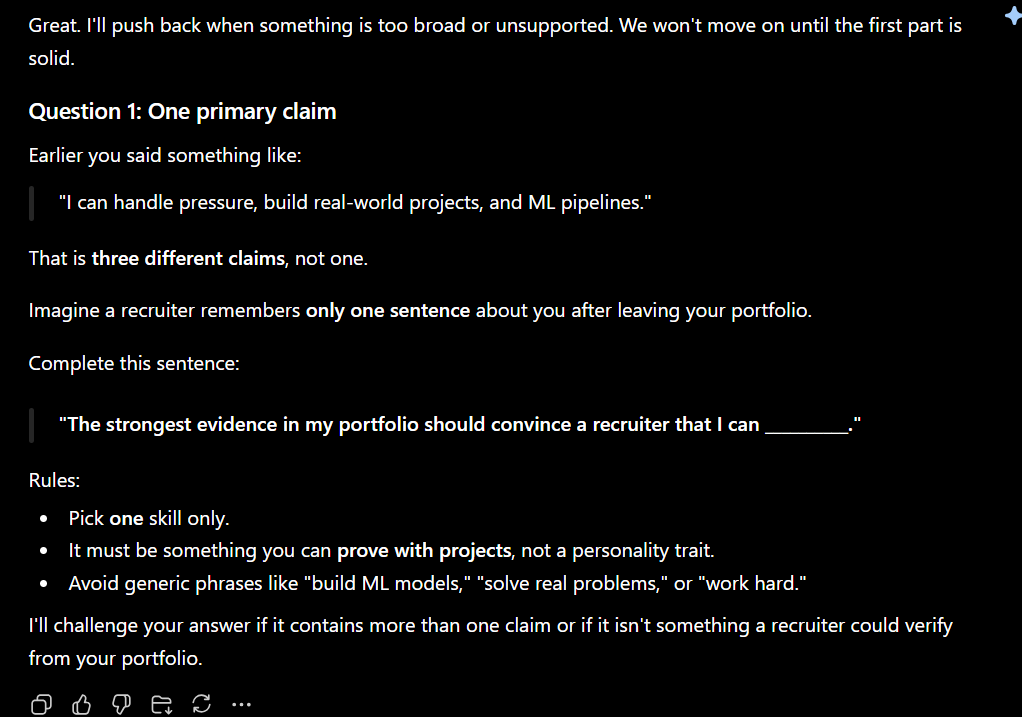 Great. I'll push back when something is too broad or unsupported. We won't move on until the first part is
solid.
Question 1: One primary claim
Earlier you said something like:
"I can handle pressure, build real-world projects, and ML pipelines."
That is three different claims, not one.
Imagine a recruiter remembers only one sentence about you after leaving your portfolio.
Complete this sentence:
"The strongest evidence in my portfolio should convince a recruiter that I can ________."
Rules:
• Pick one skill only.
• It must be something you can prove with projects, not a personality trait.
• Avoid generic phrases like "build ML models," "solve real problems," or "work hard."
I'll challenge your answer if it contains more than one claim or if it isn't something a recruiter could verify
from your portfolio.